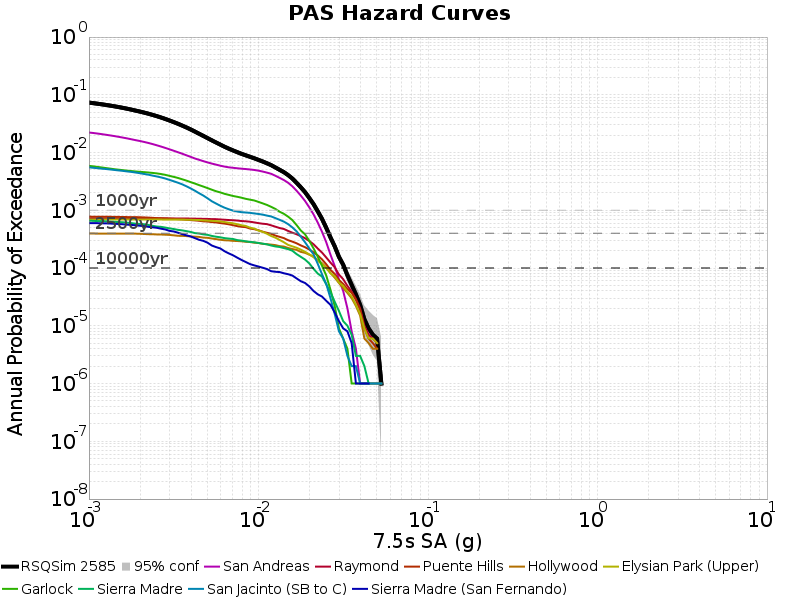 PAS Hazard Curves
Annual Probability of Exceedance
10^0
10^-1
10^-2
10^-3
10^-4
10^-5
10^-6
10^-7
10^-8
1000yr
2500yr
10000yr
10^-3 10^-2 10^-1 10^0 10^1
7.5s SA (g)
RSQSim 2585 95% conf San Andreas Raymond Puente Hills Hollywood Elysian Park (Upper)
Garlock Sierra Madre San Jacinto (SB to C) Sierra Madre (San Fernando)